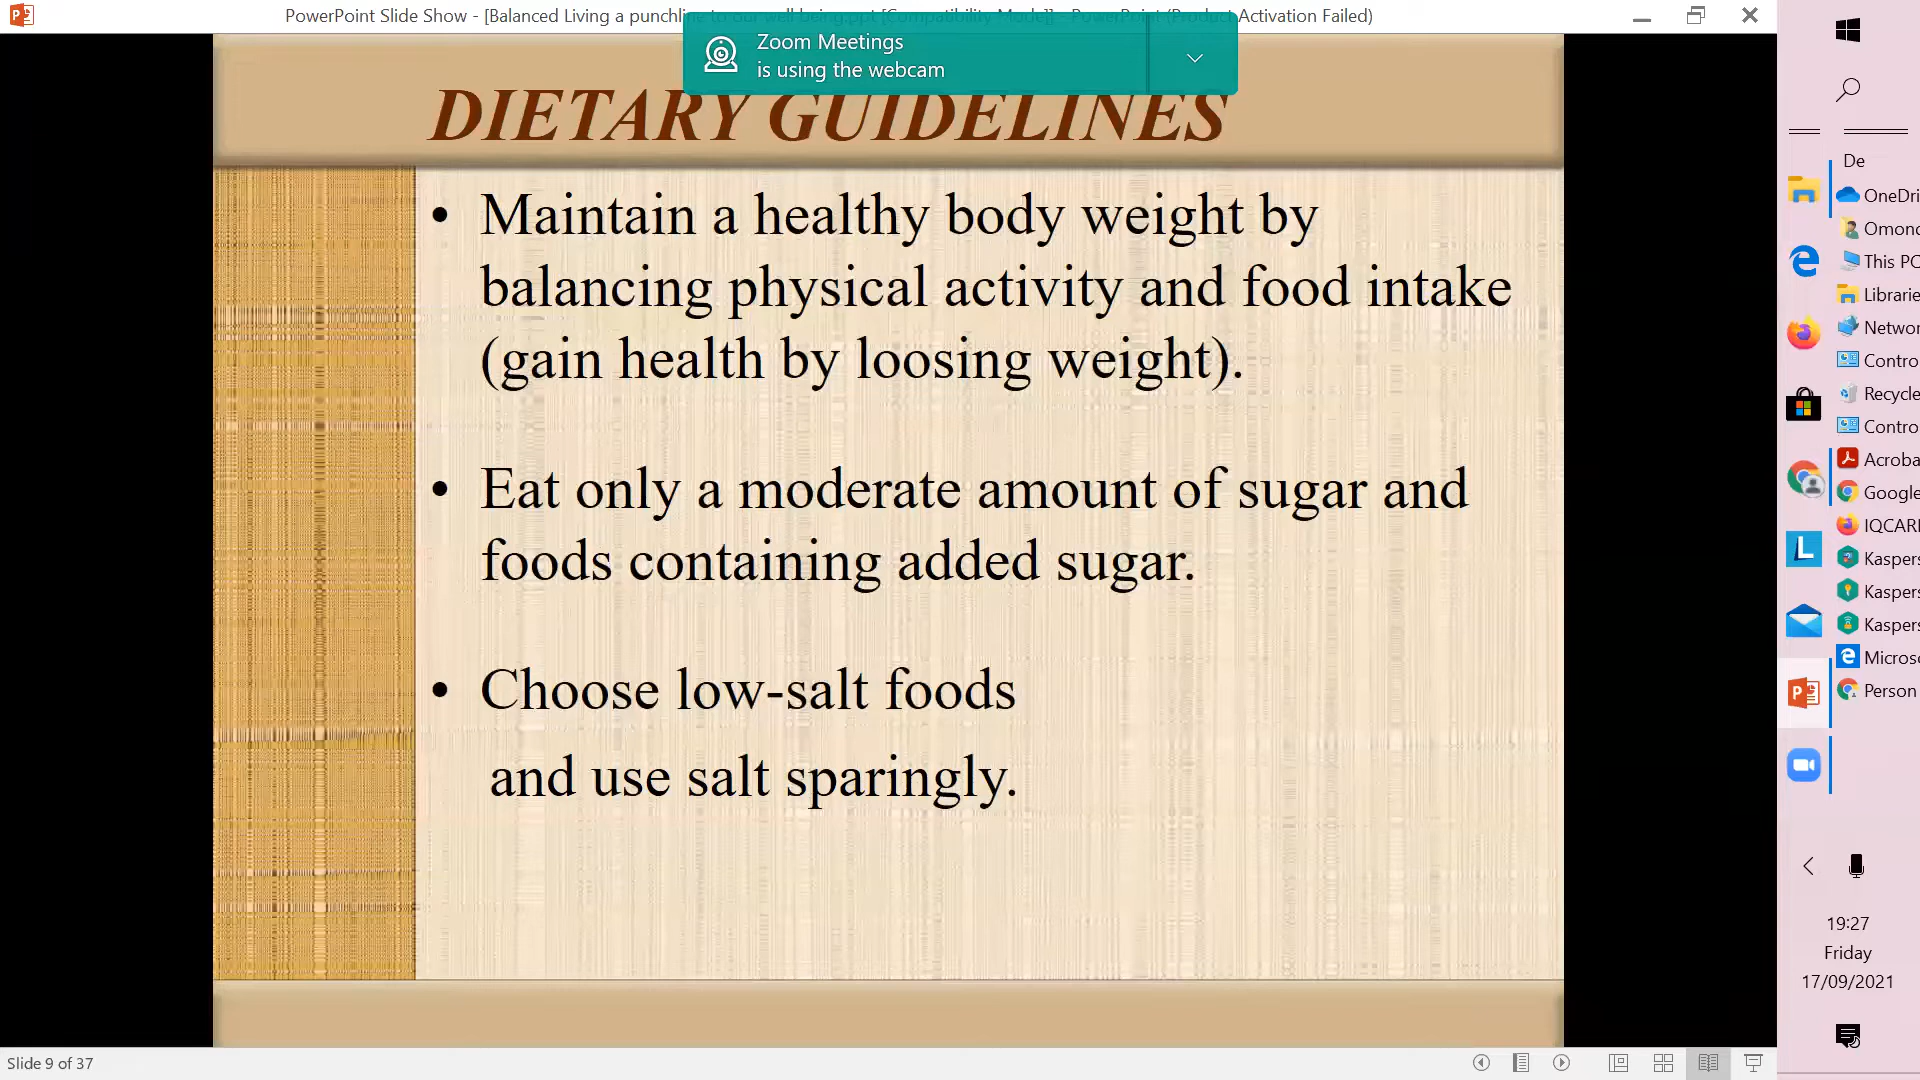 PowerPoint Slide Show - [Balanced Living a punchline to our well being.ppt [Compatibility Mode]] - PowerPoint (Product Activation Failed)
Zoom Meetings
is using the webcam
DIETARY GUIDELINES
• Maintain a healthy body weight by
balancing physical activity and food intake
(gain health by loosing weight).
• Eat only a moderate amount of sugar and
foods containing added sugar.
• Choose low-salt foods
and use salt sparingly.
De
OneDri
Omono
This PC
Librarie
Networ
Contro
Recycle
Contro
Acroba
Google
IQCARE
Kaspers
Kaspers
Kaspers
Microso
Person
19:27
Friday
17/09/2021
Slide 9 of 37